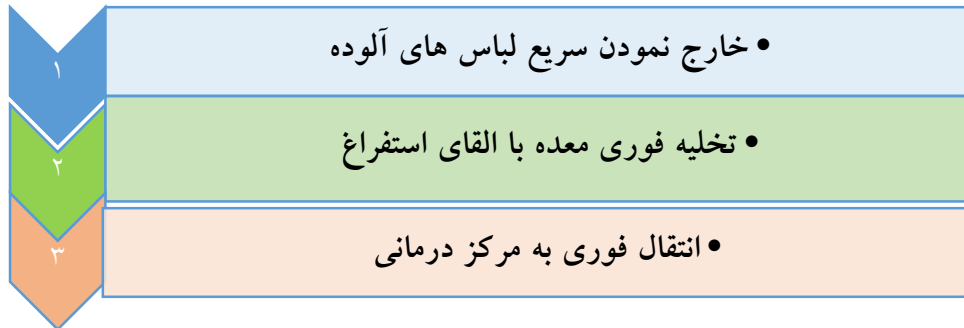 ۱
• خارج نمودن سریع لباس های آلوده
۲
• تخلیه فوری معده با القای استفراغ
۳
• انتقال فوری به مرکز درمانی